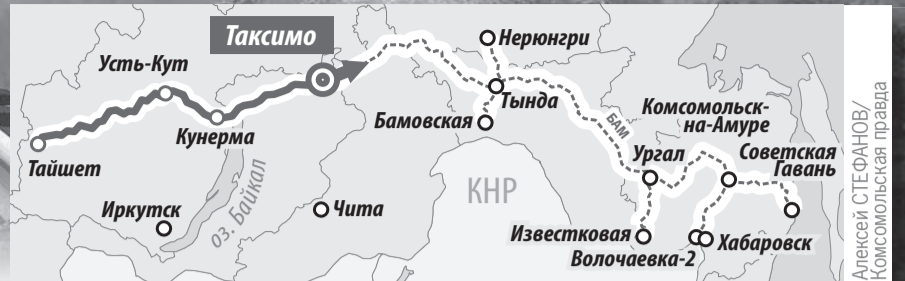 Таксимо
Усть-Кут
Нерюнгри
Тында
Бамовская
Кунерма
Тайшет
БАМ
Комсомольск-
на-Амуре
Ургал
Советская
Гавань
КНР
Иркутск
оз. Байкал
Чита
Известковая
Волочаевка-2
Хабаровск
Алексей СТЕФАНОВ/
Комсомольская правда